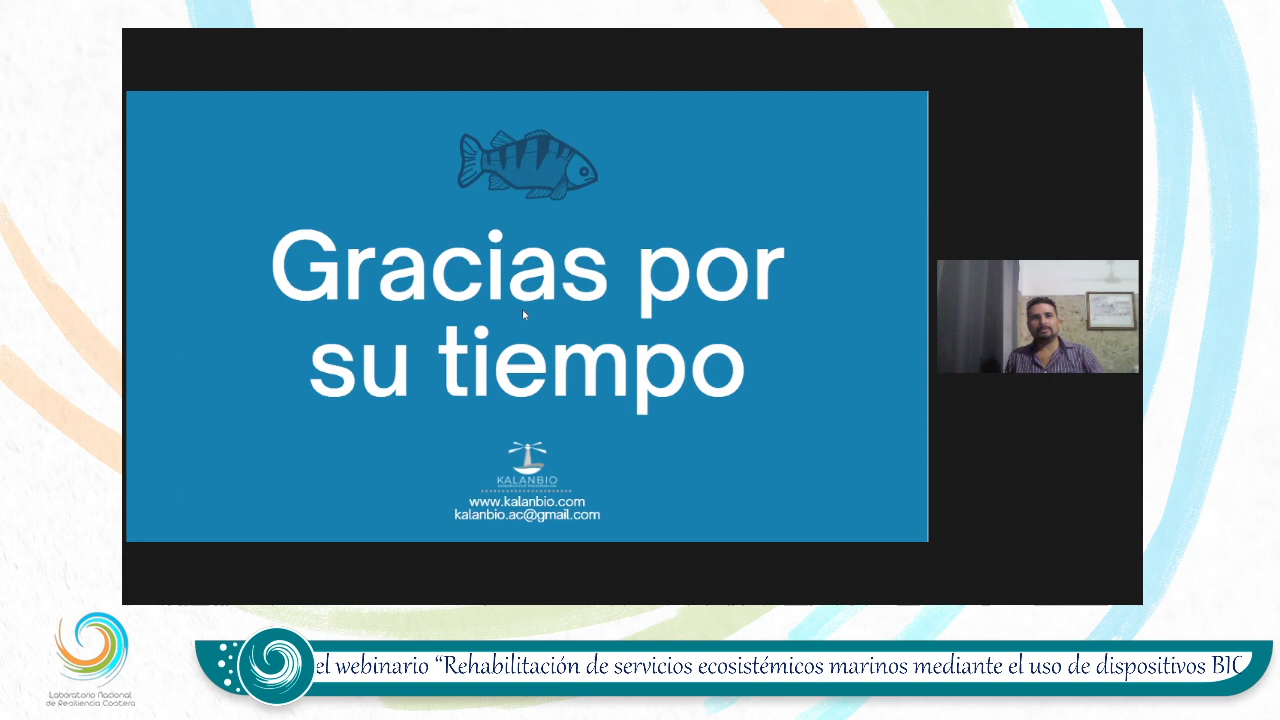 Gracias por
su tiempo
KALANBIO
www.kalanbio.com
kalanbio.ac@gmail.com
el webinario “Rehabilitación de servicios ecosistémicos marinos mediante el uso de dispositivos BIO
Laboratorio Nacional
de Resiliencia Costera